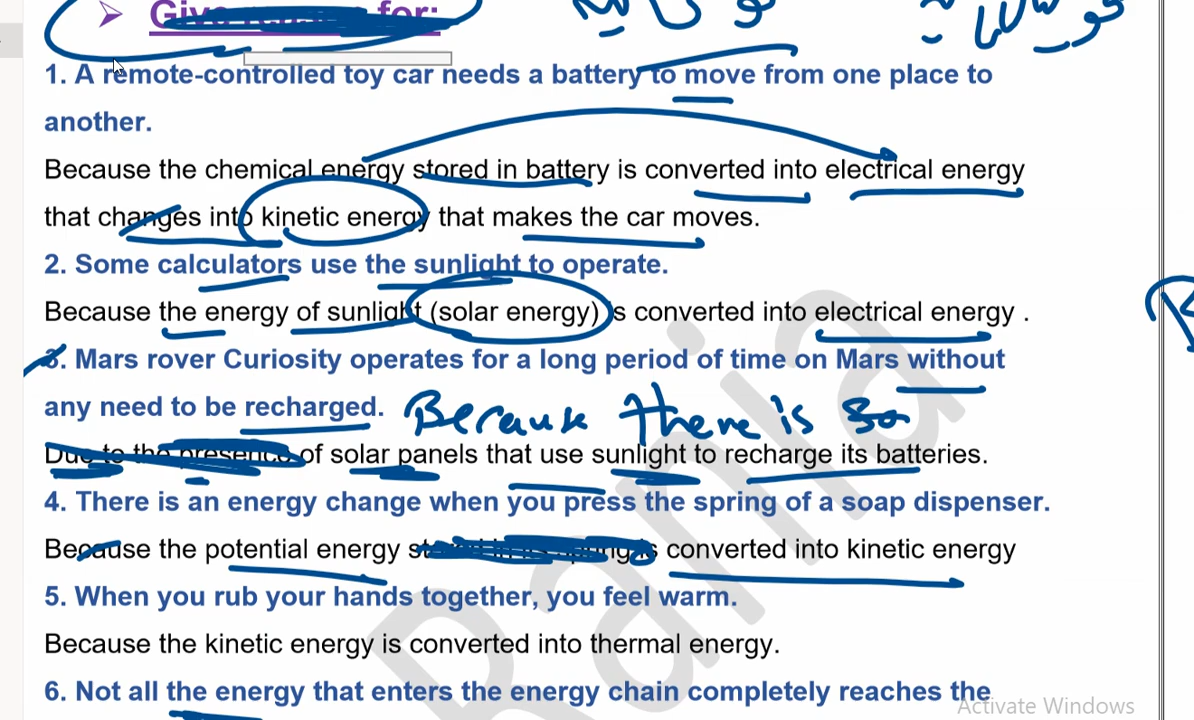 Give for:
1. A remote-controlled toy car needs a battery to move from one place to
another.
Because the chemical energy stored in battery is converted into electrical energy
that changes into kinetic energy that makes the car moves.
2. Some calculators use the sunlight to operate.
Because the energy of sunlight (solar energy) is converted into electrical energy .
3. Mars rover Curiosity operates for a long period of time on Mars without
any need to be recharged. Because there is so
Due to the presence of solar panels that use sunlight to recharge its batteries.
4. There is an energy change when you press the spring of a soap dispenser.
Because the potential energy converted into kinetic energy
5. When you rub your hands together, you feel warm.
Because the kinetic energy is converted into thermal energy.
6. Not all the energy that enters the energy chain completely reaches the
Activate Windows
Rania